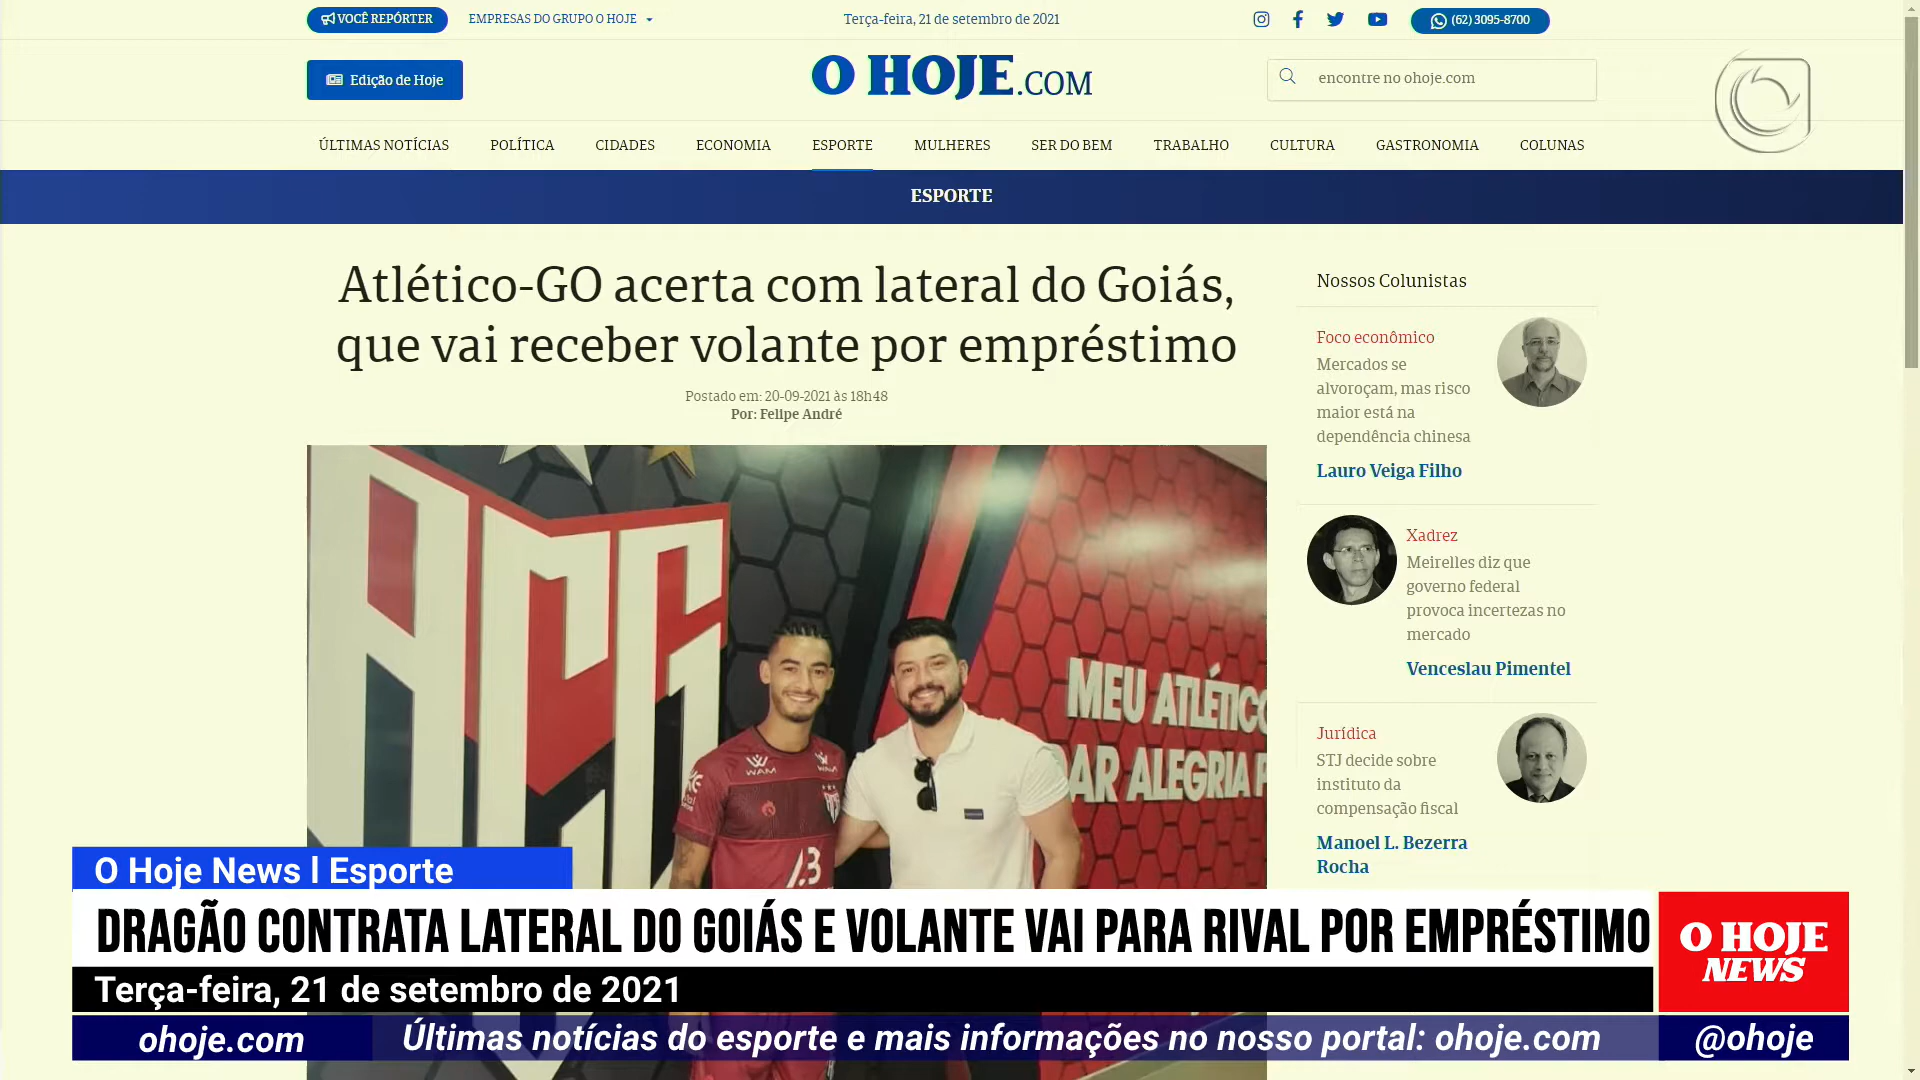 VOCÊ REPÓRTER
EMPRESAS DO GRUPO O HOJE
Terça-feira, 21 de setembro de 2021
(62) 3095-8700
Edição de Hoje
O HOJE.COM
encontre no ohoje.com
ÚLTIMAS NOTÍCIAS POLÍTICA CIDADES ECONOMIA ESPORTE MULHERES SER DO BEM TRABALHO CULTURA GASTRONOMIA COLUNAS
ESPORTE
Atlético-GO acerta com lateral do Goiás,
que vai receber volante por empréstimo
Postado em: 20-09-2021 às 18h48
Por: Felipe André
Nossos Colunistas
Foco econômico
Mercados se
alvoroçam, mas risco
maior está na
dependência chinesa
Lauro Veiga Filho
Xadrez
Meirelles diz que
governo federal
provoca incertezas no
mercado
Venceslau Pimentel
Jurídica
STJ decide sobre
instituto da
compensação fiscal
Manoel L. Bezerra
Rocha
ACG
MEU ATLÉTICO
DAR ALEGRIA
WAM WAM
O Hoje News l Esporte
DRAGÃO CONTRATA LATERAL DO GOIÁS E VOLANTE VAI PARA RIVAL POR EMPRÉSTIMO
Terça-feira, 21 de setembro de 2021
O HOJE
NEWS
ohoje.com
Últimas notícias do esporte e mais informações no nosso portal: ohoje.com
@ohoje